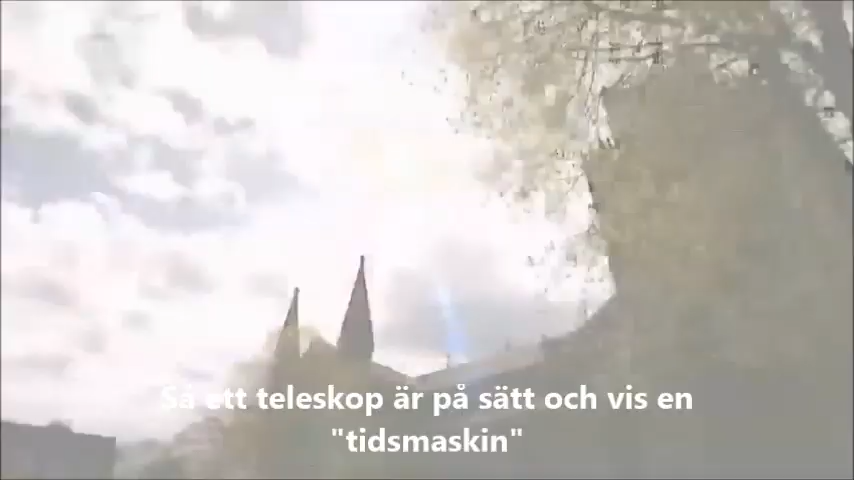 Så ett teleskop är på sätt och vis en
"tidsmaskin"